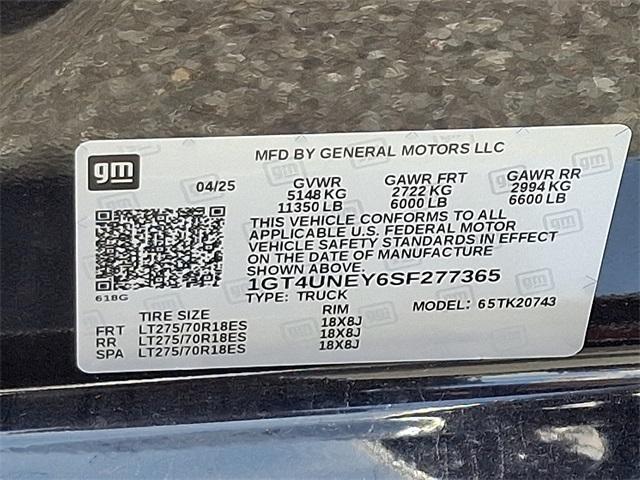 gm
MFD BY GENERAL MOTORS LLC
04/25
GVWR GAWR FRT GAWR RR
5148 KG 2722 KG 2994 KG
11350 LB 6000 LB 6600 LB
THIS VEHICLE CONFORMS TO ALL
APPLICABLE U.S. FEDERAL MOTOR
VEHICLE SAFETY STANDARDS IN EFFECT
ON THE DATE OF MANUFACTURE
SHOWN ABOVE.
1GT4UNEY6SF277365
618G
TYPE: TRUCK MODEL: 65TK20743
TIRE SIZE RIM
FRT LT275/70R18ES 18X8J
RR LT275/70R18ES 18X8J
SPA LT275/70R18ES 18X8J